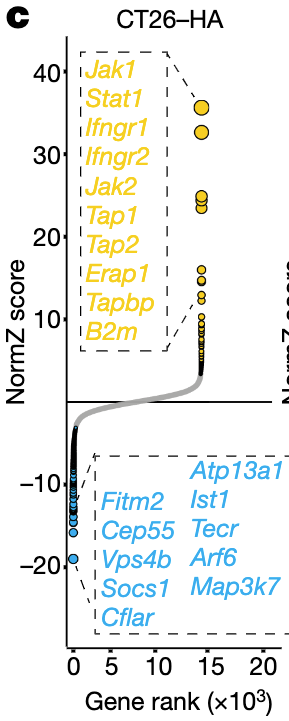 c
CT26–HA
NormZ score
40
30
20
10
−10
−20
Jak1
Stat1
Ifngr1
Ifngr2
Jak2
Tap1
Tap2
Erap1
Tapbp
B2m
Fitm2
Cep55
Vps4b
Socs1
Cflar
Atp13a1
Ist1
Tecr
Arf6
Map3k7
0 5 10 15 20
Gene rank (×10³)